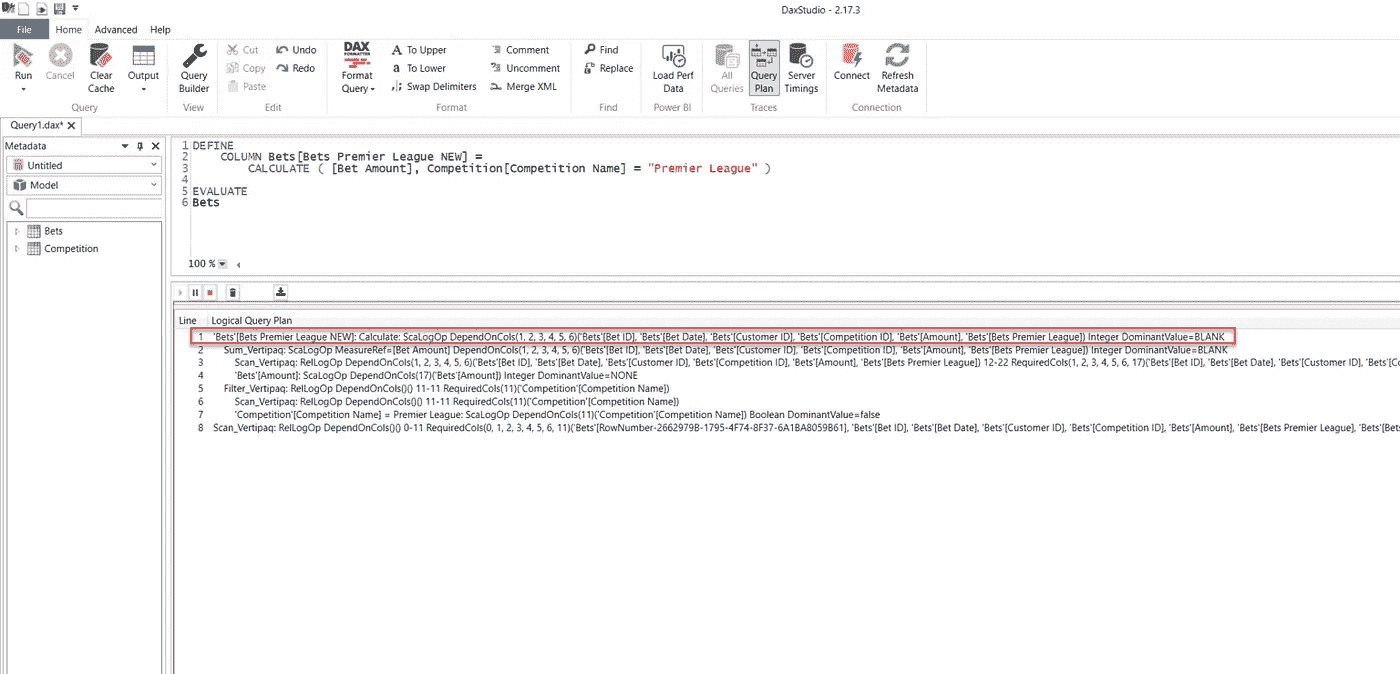 DaxStudio - 2.17.3
File Home Advanced Help
Run Cancel Clear Cache Output
Query
Query Builder
View
Cut Copy Paste Undo Redo
Edit
DAX FORMATTER Format Query
To Upper To Lower Swap Delimiters Comment Uncomment Merge XML
Format
Find Replace
Find
Load Perf Data
Power BI
All Queries Query Plan Server Timings
Traces
Connect Refresh Metadata
Connection
Query1.dax*
Metadata
Untitled
Model
Bets
Competition
1 DEFINE
2 COLUMN Bets[Bets Premier League NEW] =
3 CALCULATE ( [Bet Amount], Competition[Competition Name] = "Premier League" )
4
5 EVALUATE
6 Bets
100 %
Line Logical Query Plan
1 'Bets'[Bets Premier League NEW]: Calculate: ScaLogOp DependOnCols(1, 2, 3, 4, 5, 6)('Bets'[Bet ID], 'Bets'[Bet Date], 'Bets'[Customer ID], 'Bets'[Competition ID], 'Bets'[Amount], 'Bets'[Bets Premier League]) Integer DominantValue=BLANK
2 Sum_Vertipaq: ScaLogOp MeasureRef=[Bet Amount] DependOnCols(1, 2, 3, 4, 5, 6)('Bets'[Bet ID], 'Bets'[Bet Date], 'Bets'[Customer ID], 'Bets'[Competition ID], 'Bets'[Amount], 'Bets'[Bets Premier League]) Integer DominantValue=BLANK
3 Scan_Vertipaq: RelLogOp DependOnCols(1, 2, 3, 4, 5, 6)('Bets'[Bet ID], 'Bets'[Bet Date], 'Bets'[Customer ID], 'Bets'[Competition ID], 'Bets'[Amount], 'Bets'[Bets Premier League]) 12-22 RequiredCols(1, 2, 3, 4, 5, 6, 17)('Bets'[Bet ID], 'Bets'[Bet Date], 'Bets'[Customer ID], 'Bets'
4 'Bets'[Amount]: ScaLogOp DependOnCols(17)('Bets'[Amount]) Integer DominantValue=NONE
5 Filter_Vertipaq: RelLogOp DependOnCols()() 11-11 RequiredCols(11)('Competition'[Competition Name])
6 Scan_Vertipaq: RelLogOp DependOnCols()() 11-11 RequiredCols(11)('Competition'[Competition Name])
7 'Competition'[Competition Name] = Premier League: ScaLogOp DependOnCols(11)('Competition'[Competition Name]) Boolean DominantValue=false
8 Scan_Vertipaq: RelLogOp DependOnCols()() 0-11 RequiredCols(0, 1, 2, 3, 4, 5, 6, 11)('Bets'[RowNumber-2662979B-1795-4F74-8F37-6A1BA8059B61], 'Bets'[Bet ID], 'Bets'[Bet Date], 'Bets'[Customer ID], 'Bets'[Competition ID], 'Bets'[Amount], 'Bets'[Bets Premier League], 'Bets'[Bets